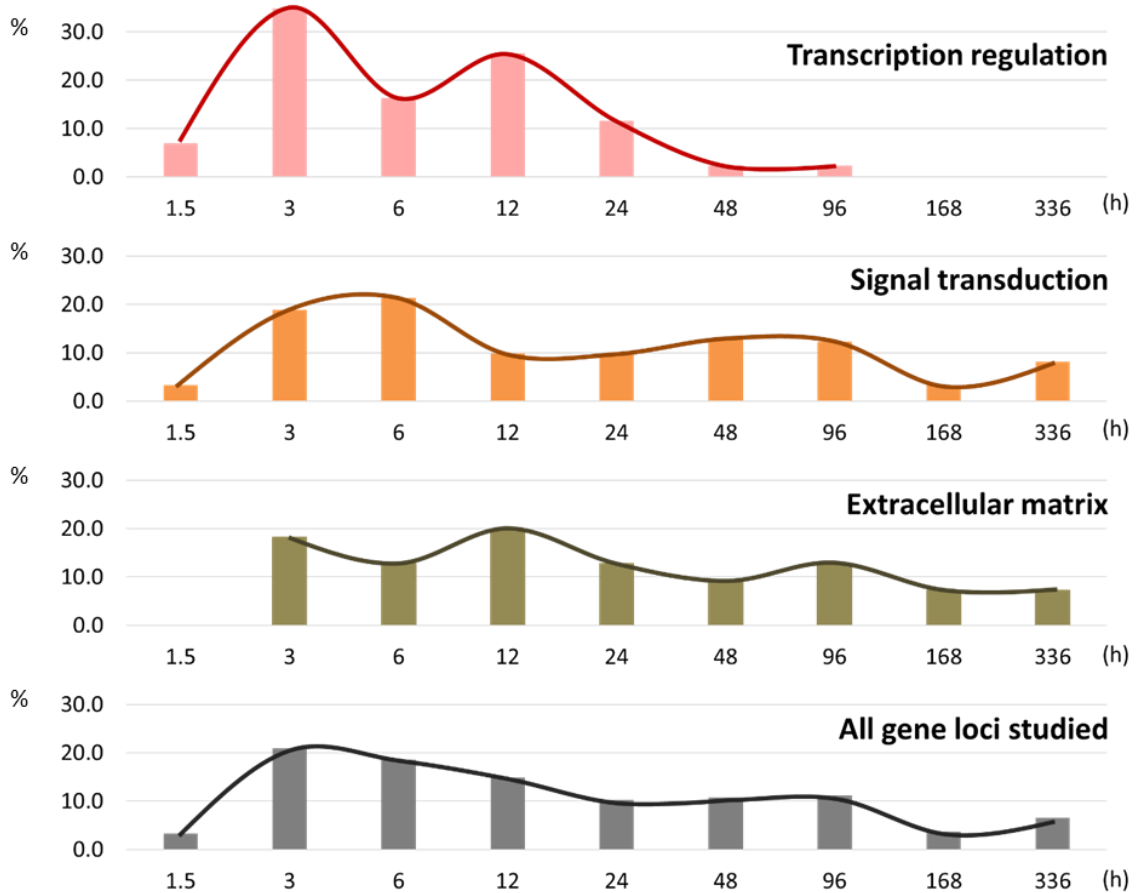 %
30.0
Transcription regulation
20.0
10.0
0.0
1.5 3 6 12 24 48 96 168 336 (h)
%
30.0
Signal transduction
20.0
10.0
0.0
1.5 3 6 12 24 48 96 168 336 (h)
%
30.0
Extracellular matrix
20.0
10.0
0.0
1.5 3 6 12 24 48 96 168 336 (h)
%
30.0
All gene loci studied
20.0
10.0
0.0
1.5 3 6 12 24 48 96 168 336 (h)